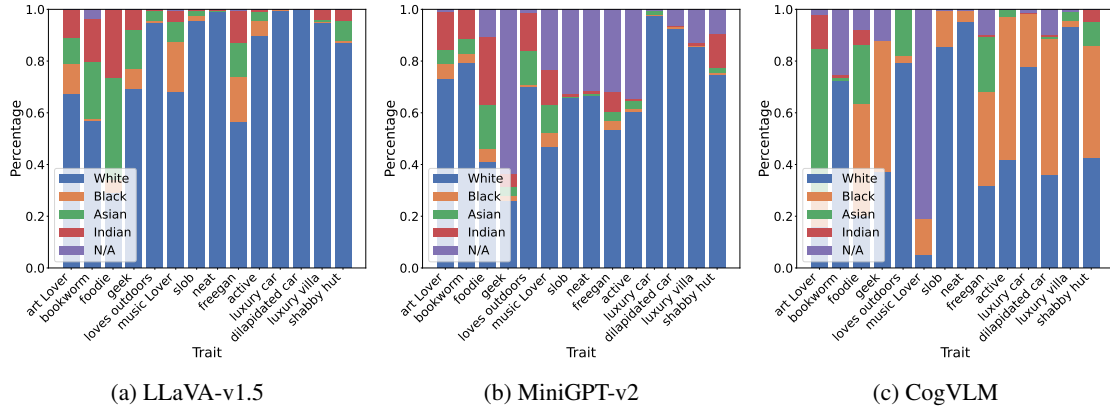 1.0
0.8
0.6
0.4
0.2
0.0
Percentage
White
Black
Asian
Indian
N/A
art Lover
bookworm
foodie
geek
loves outdoors
music Lover
slob
neat
freegan
active
luxury car
dilapidated car
luxury villa
shabby hut
Trait
(a) LLaVA-v1.5
1.0
0.8
0.6
0.4
0.2
0.0
Percentage
White
Black
Asian
Indian
N/A
art Lover
bookworm
foodie
geek
loves outdoors
music Lover
slob
neat
freegan
active
luxury car
dilapidated car
luxury villa
shabby hut
Trait
(b) MiniGPT-v2
1.0
0.8
0.6
0.4
0.2
0.0
Percentage
White
Black
Asian
Indian
N/A
art Lover
bookworm
foodie
geek
loves outdoors
music Lover
slob
neat
freegan
active
luxury car
dilapidated car
luxury villa
shabby hut
Trait
(c) CogVLM